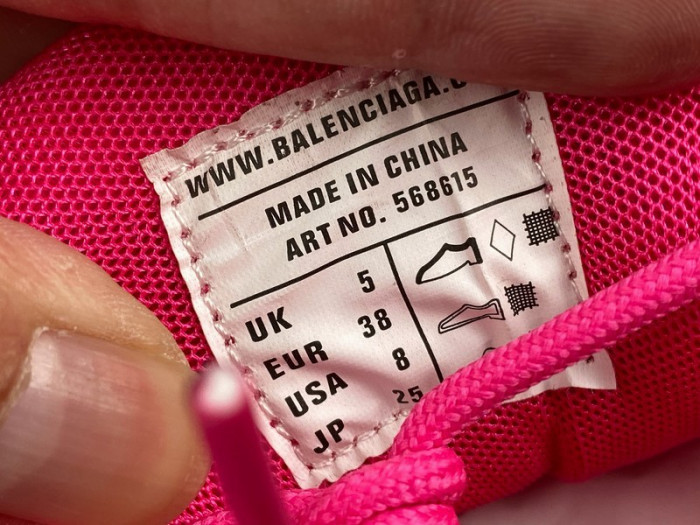 WWW.BALENCIAGA.C
MADE IN CHINA
ART NO. 568615
UK 5
EUR 38
USA 8
JP 25